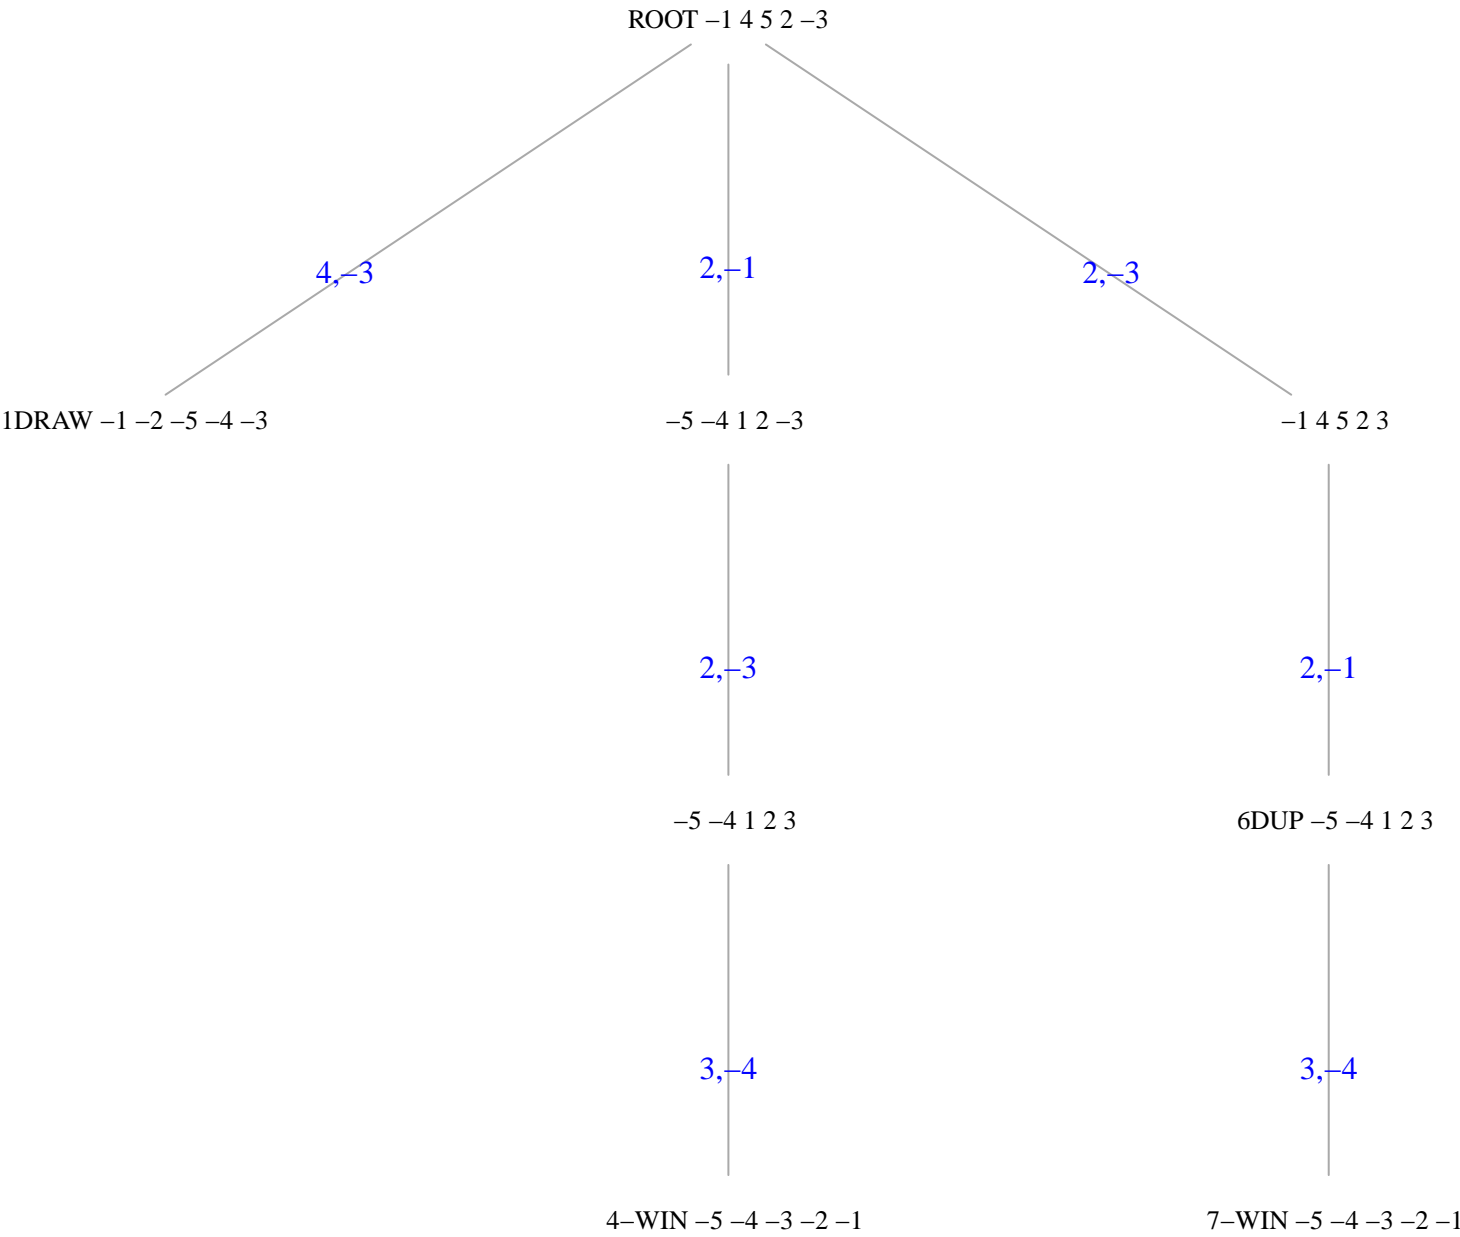 ROOT –1 4 5 2 –3
4,–3
2,–1
2,–3
1DRAW –1 –2 –5 –4 –3
–5 –4 1 2 –3
–1 4 5 2 3
2,–3
2,–1
–5 –4 1 2 3
6DUP –5 –4 1 2 3
3,–4
3,–4
4–WIN –5 –4 –3 –2 –1
7–WIN –5 –4 –3 –2 –1